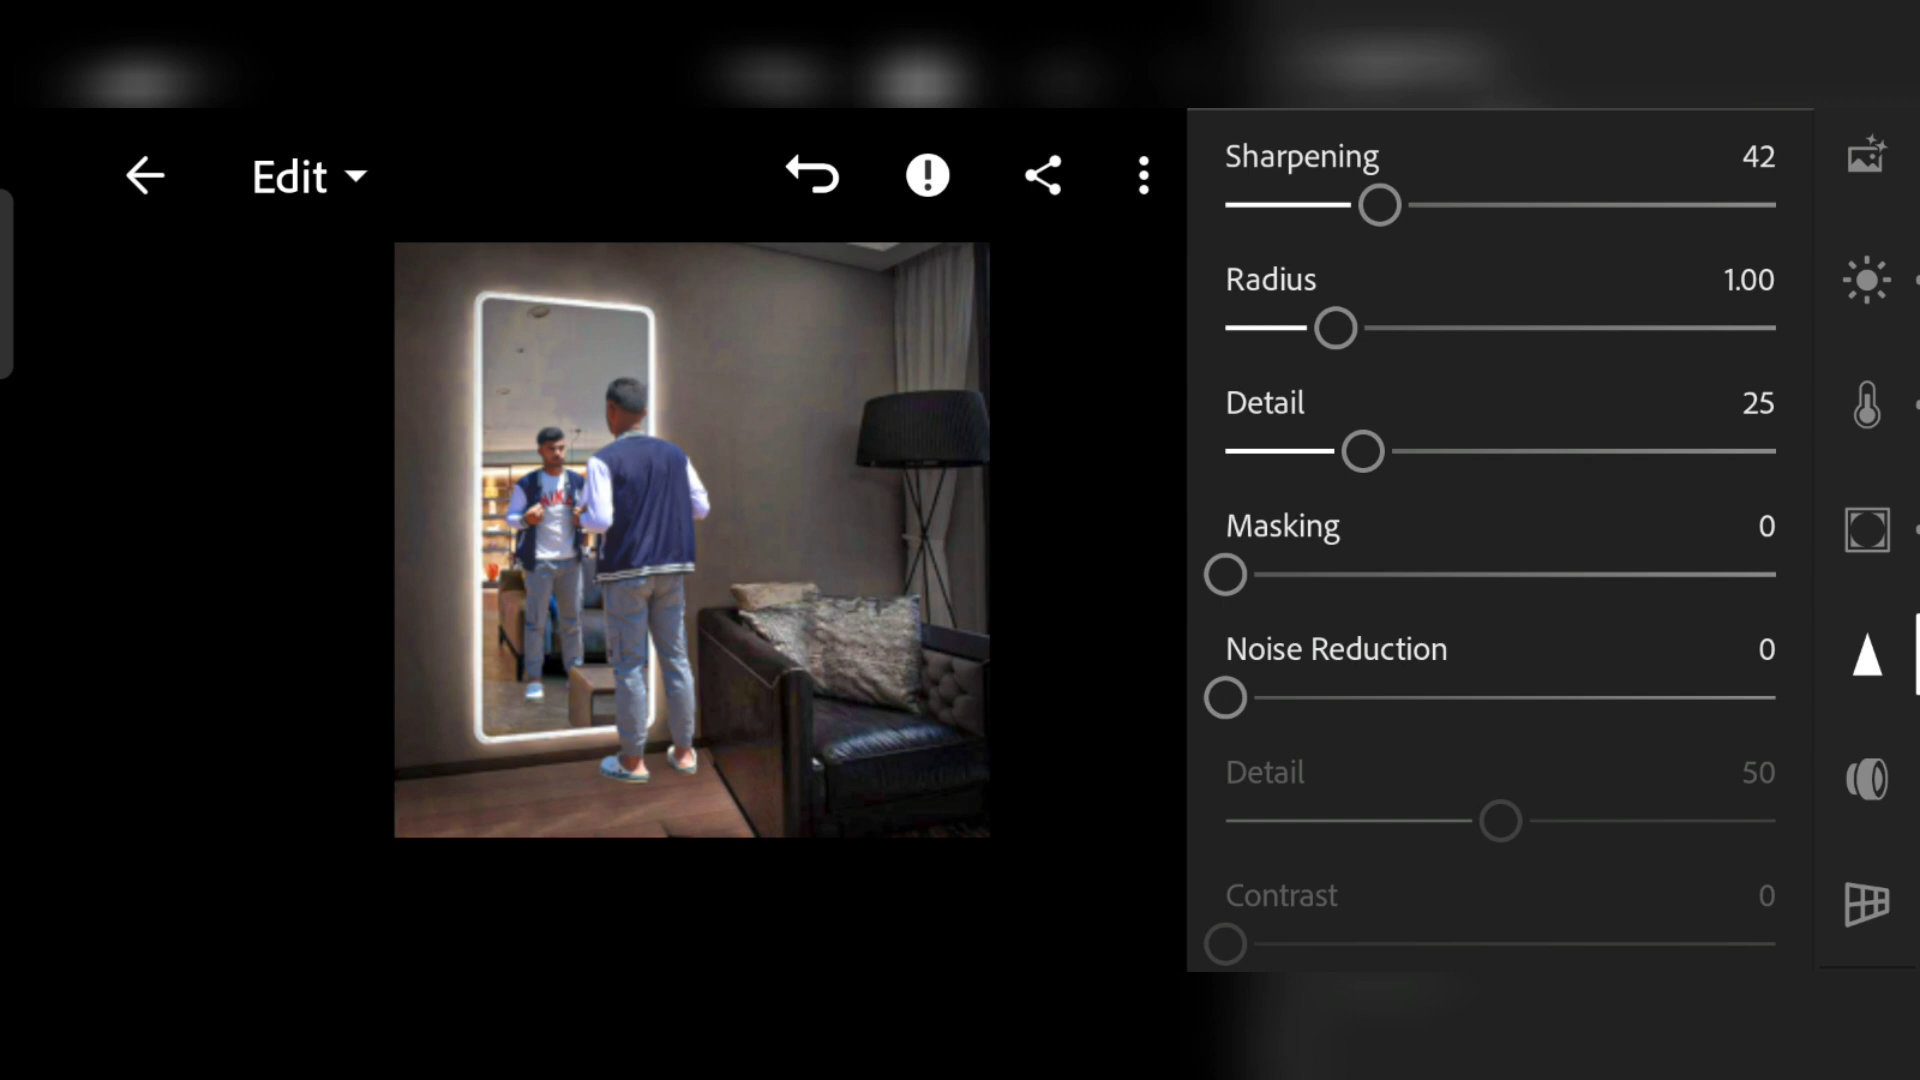 Edit
Sharpening 42
Radius 1.00
Detail 25
Masking 0
Noise Reduction 0
Detail 50
Contrast 0